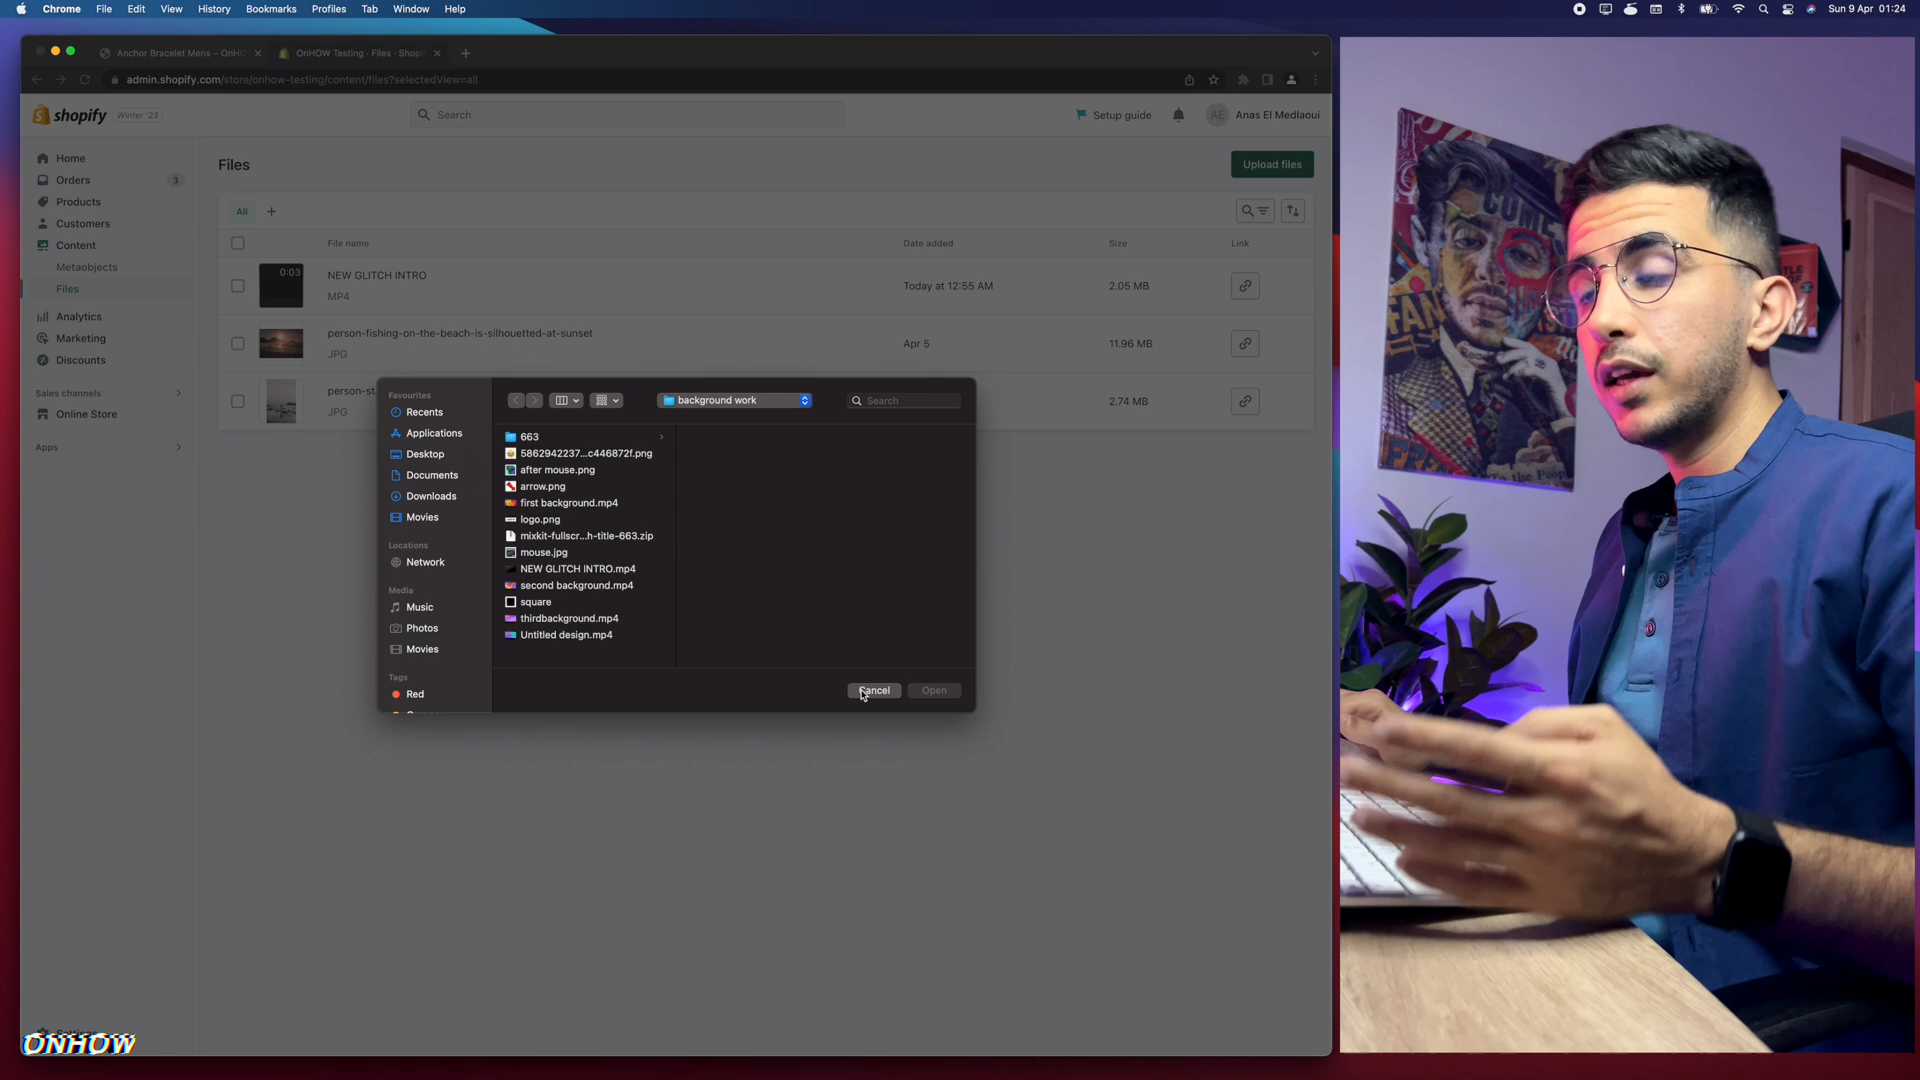 Chrome File Edit View History Bookmarks Profiles Tab Window Help
Sun 9 Apr 01:24
Anchor Bracelet Mens – OnHO
OnHOW Testing · Files · Shopi
admin.shopify.com/store/onhow-testing/content/files?selectedView=all
shopify
Winter '23
Search
Setup guide
AE
Anas El Medlaoui
Home
Orders
3
Products
Customers
Content
Metaobjects
Files
Analytics
Marketing
Discounts
Sales channels
Online Store
Apps
Files
Upload files
All
File name
Date added
Size
Link
0:03
NEW GLITCH INTRO
MP4
Today at 12:55 AM
2.05 MB
person-fishing-on-the-beach-is-silhouetted-at-sunset
JPG
Apr 5
11.96 MB
person-st
JPG
2.74 MB
Favourites
Recents
Applications
Desktop
Documents
Downloads
Movies
Locations
Network
Media
Music
Photos
Movies
Tags
Red
background work
Search
663
5862942237...c446872f.png
after mouse.png
arrow.png
first background.mp4
logo.png
mixkit-fullscr...h-title-663.zip
mouse.jpg
NEW GLITCH INTRO.mp4
second background.mp4
square
thirdbackground.mp4
Untitled design.mp4
Cancel
Open
ONHOW